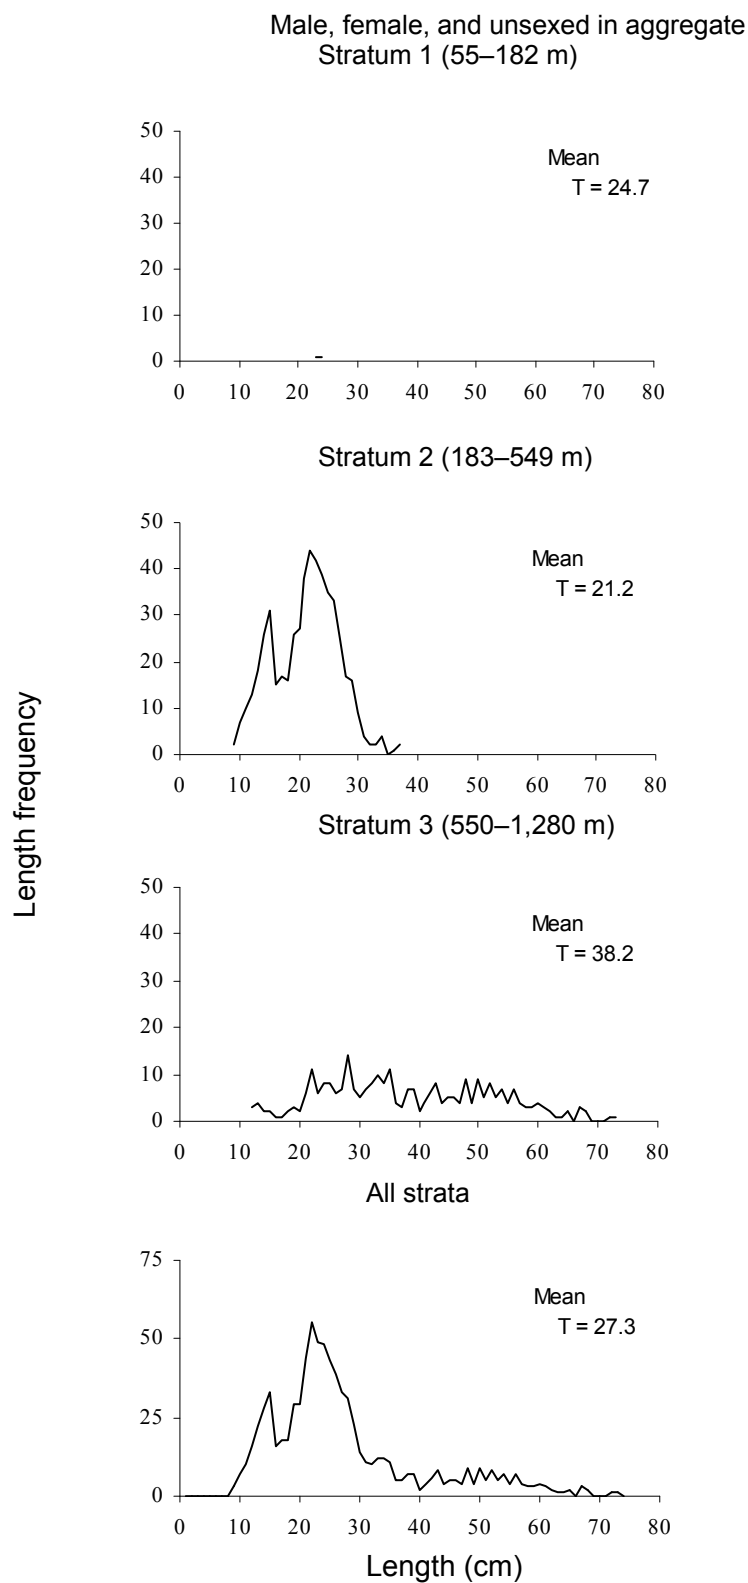 Male, female, and unsexed in aggregate
Stratum 1 (55–182 m)
50
Mean
40
T = 24.7
30
20
10
0
0 10 20 30 40 50 60 70 80
Stratum 2 (183–549 m)
50
Mean
40
T = 21.2
30
20
10
0
0 10 20 30 40 50 60 70 80
Length frequency
Stratum 3 (550–1,280 m)
50
Mean
40
T = 38.2
30
20
10
0
0 10 20 30 40 50 60 70 80
All strata
75
Mean
T = 27.3
50
25
0
0 10 20 30 40 50 60 70 80
Length (cm)